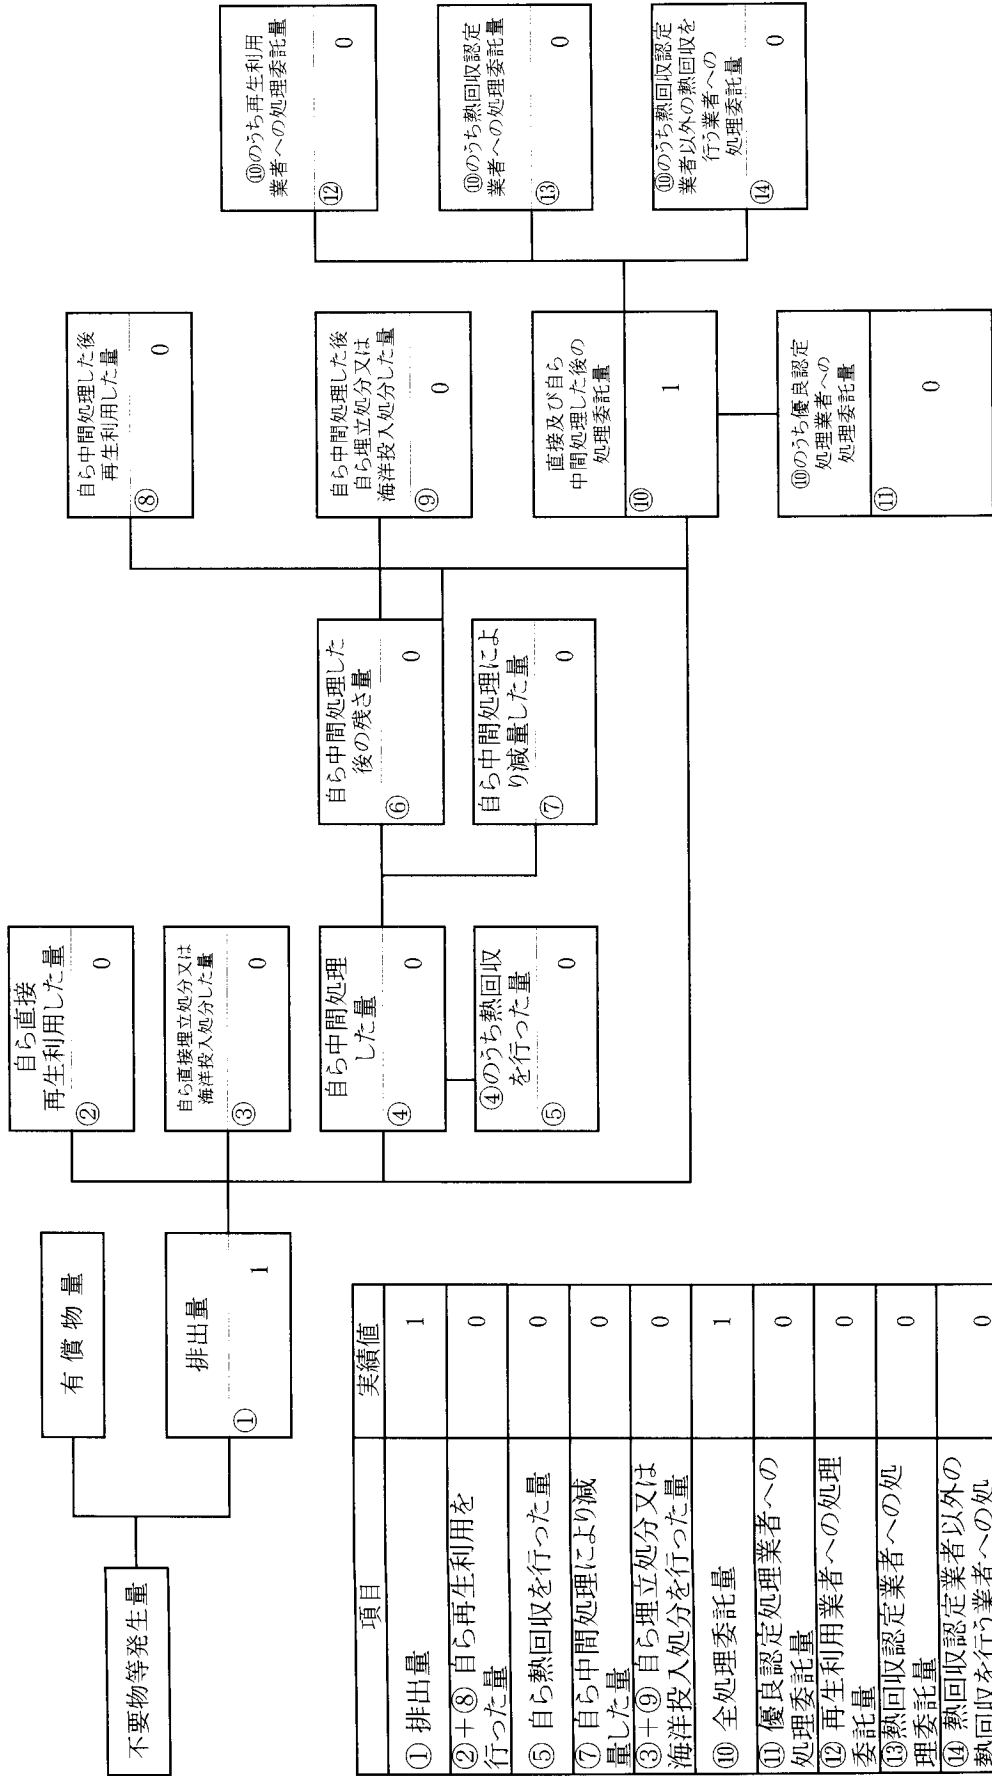 不要物等発生量
有償物量
排出量
① 1
自ら直接
再生利用した量
② 0
自ら直接埋立処分又は
海洋投入処分した量
③ 0
自ら中間処理
した量
④ 0
④のうち熱回収
を行った量
⑤ 0
自ら中間処理した
後の残さ量
⑥ 0
自ら中間処理によ
り減量した量
⑦ 0
自ら中間処理した後
再生利用した量
⑧ 0
自ら中間処理した後
自ら埋立処分又は
海洋投入処分した量
⑨ 0
直接及び自ら
中間処理した後の
処理委託量
⑩ 1
⑩のうち優良認定
処理業者への
処理委託量
⑪ 0
⑩のうち再生利用
業者への処理委託量
⑫ 0
⑩のうち熱回収認定
業者への処理委託量
⑬ 0
⑩のうち熱回収認定
業者以外の熱回収を
行う業者への
処理委託量
⑭ 0
項目 実績値
①排出量 1
②+⑧自ら再生利用を
行った量 0
⑤自ら熱回収を行った量 0
⑦自ら中間処理により減
量した量 0
③+⑨自ら埋立処分又は
海洋投入処分を行った量 0
⑩全処理委託量 1
⑪優良認定処理業者への
処理委託量 0
⑫再生利用業者への処理
委託量 0
⑬熱回収認定業者への処
理委託量 0
⑭熱回収認定業者以外の
熱回収を行う業者への処 0